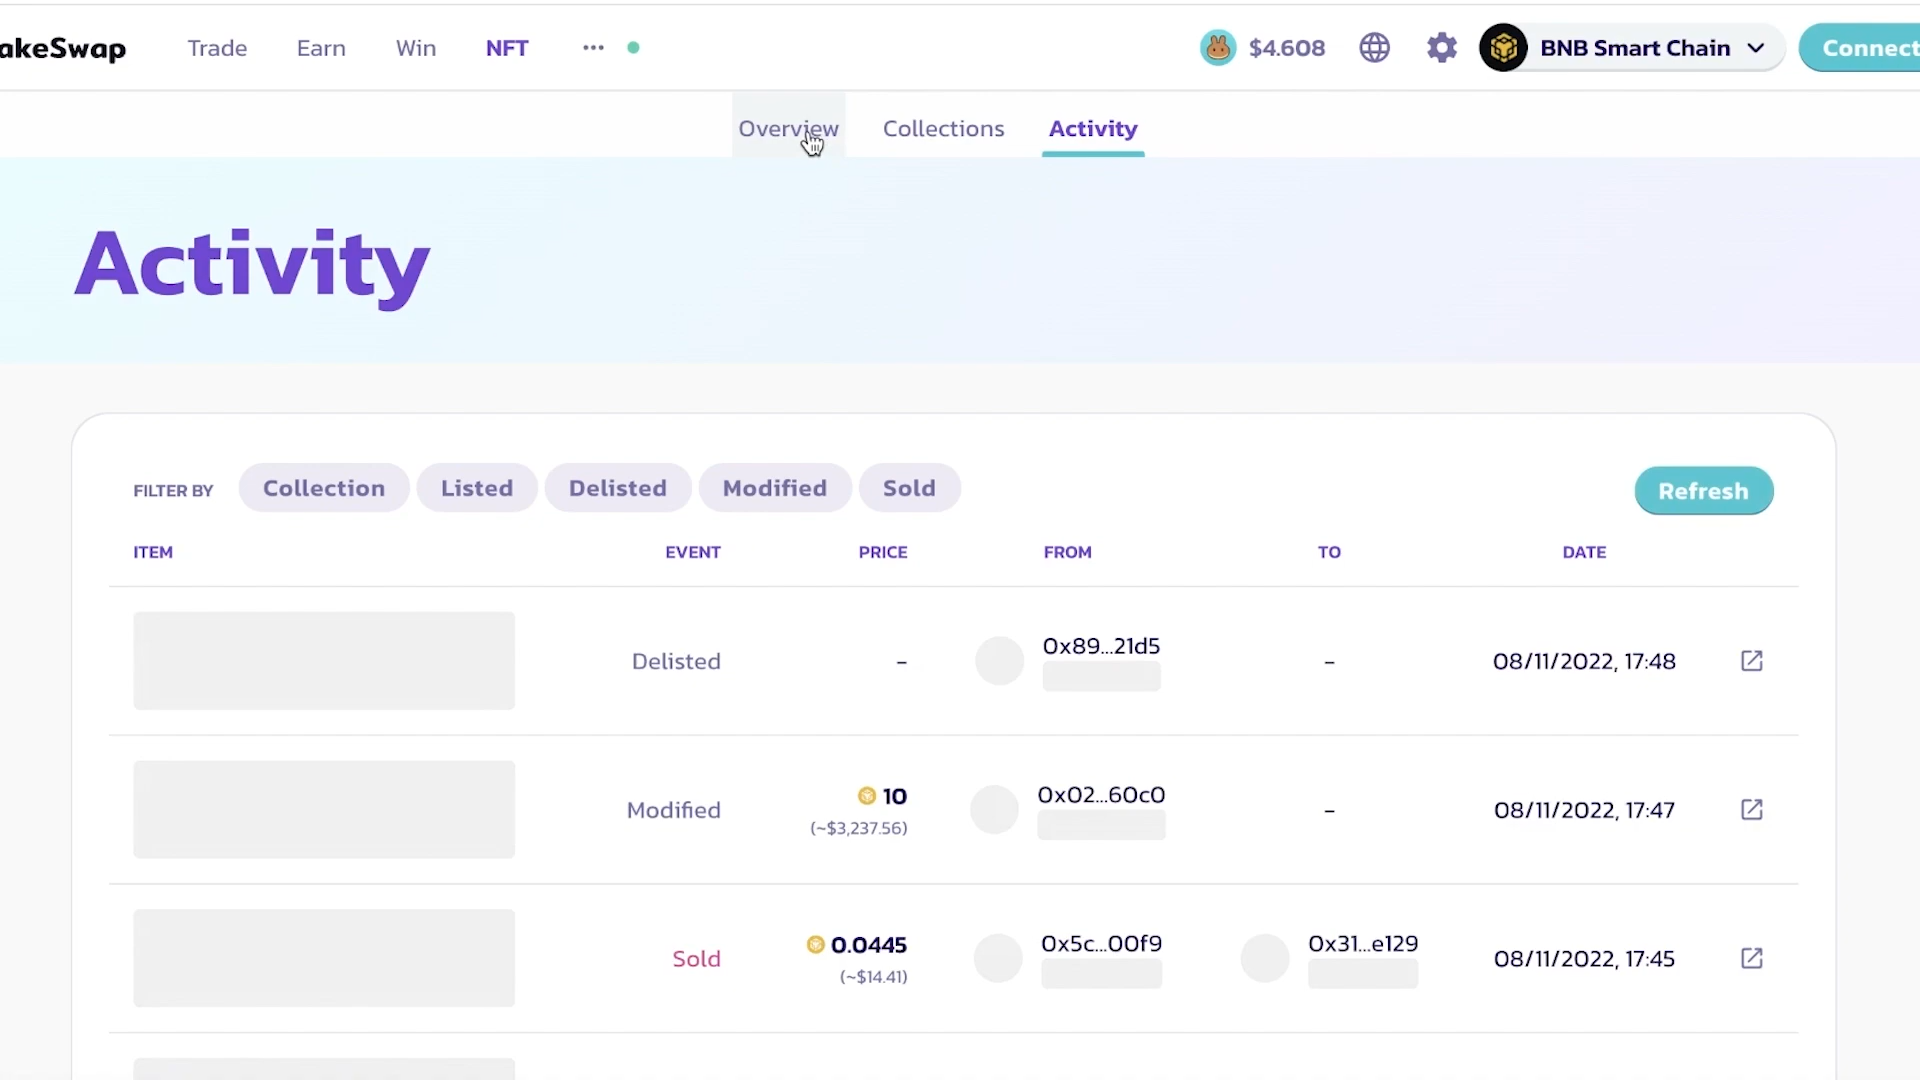 akeSwap Trade Earn Win NFT ··· $4.608 BNB Smart Chain Connect
Overview Collections Activity
Activity
FILTER BY Collection Listed Delisted Modified Sold Refresh
ITEM EVENT PRICE FROM TO DATE
Delisted - 0x89...21d5 - 08/11/2022, 17:48
Modified 10 0x02...60c0 - 08/11/2022, 17:47
(~$3,237.56)
Sold 0.0445 0x5c...00f9 0x31...e129 08/11/2022, 17:45
(~$14.41)